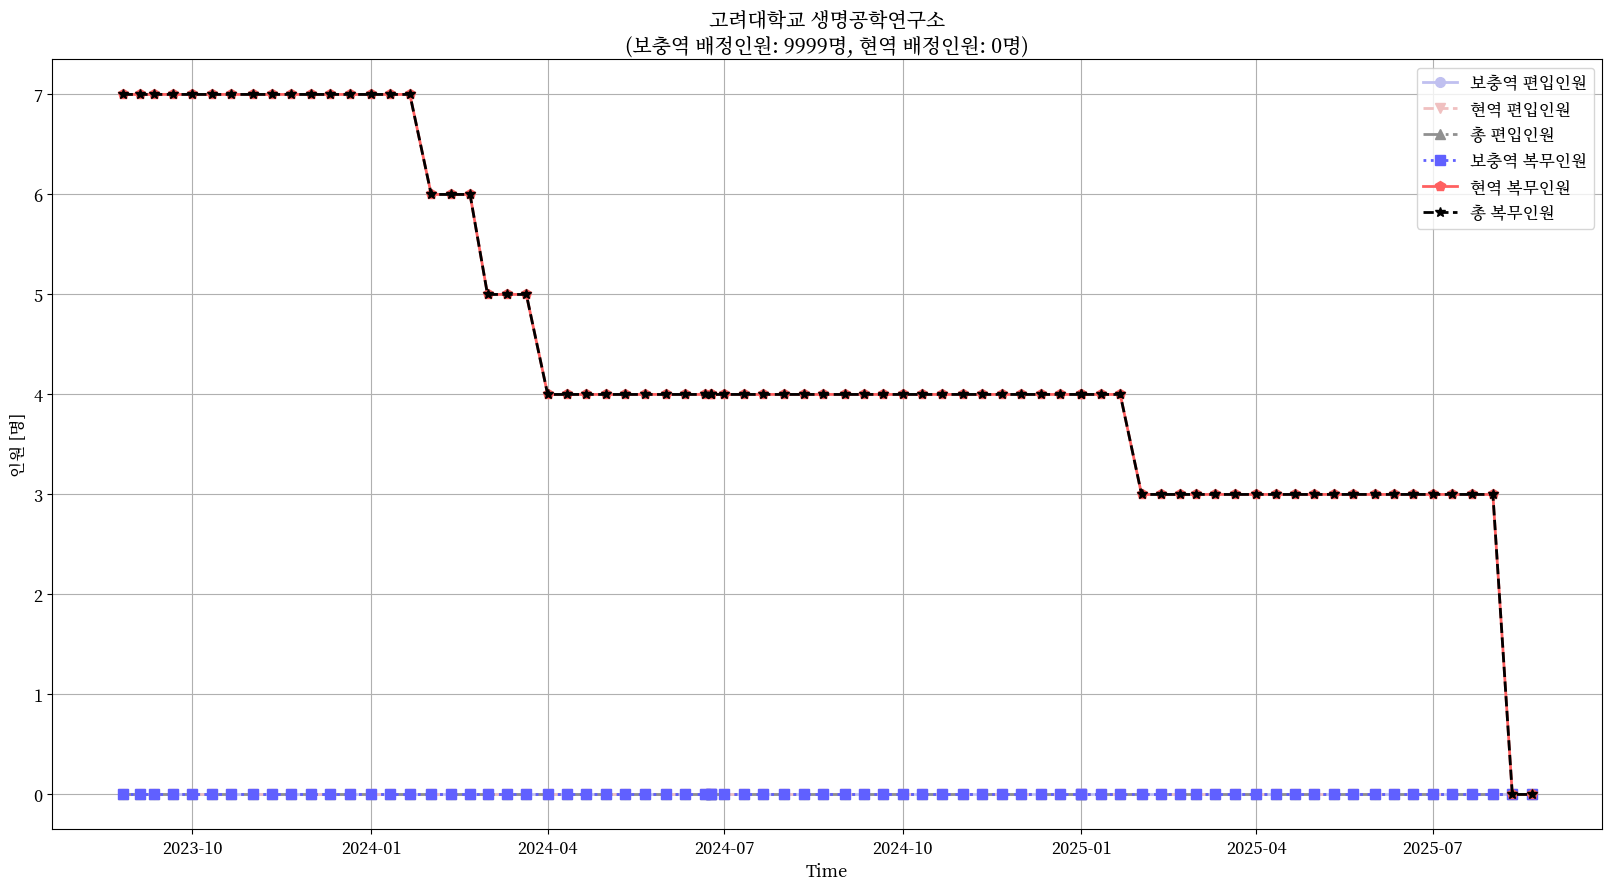 고려대학교 생명공학연구소
(보충역 배정인원: 9999명, 현역 배정인원: 0명)
보충역 편입인원
현역 편입인원
총 편입인원
보충역 복무인원
현역 복무인원
총 복무인원
인원 [명]
7
6
5
4
3
2
1
0
2023-10
2024-01
2024-04
2024-07
2024-10
2025-01
2025-04
2025-07
Time